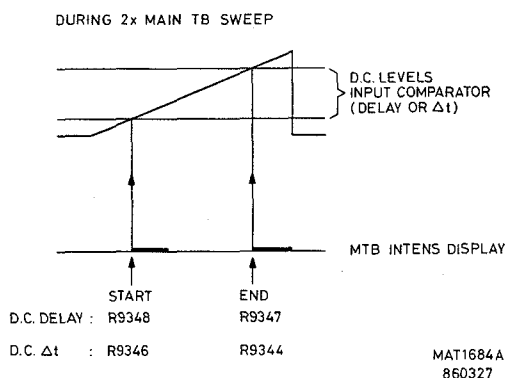 DURING 2x MAIN TB SWEEP
D.C. LEVELS
INPUT COMPARATOR
(DELAY OR Δt)
MTB INTENS DISPLAY
START END
D.C. DELAY : R9348 R9347
D.C. Δt : R9346 R9344
MAT1684A
860327